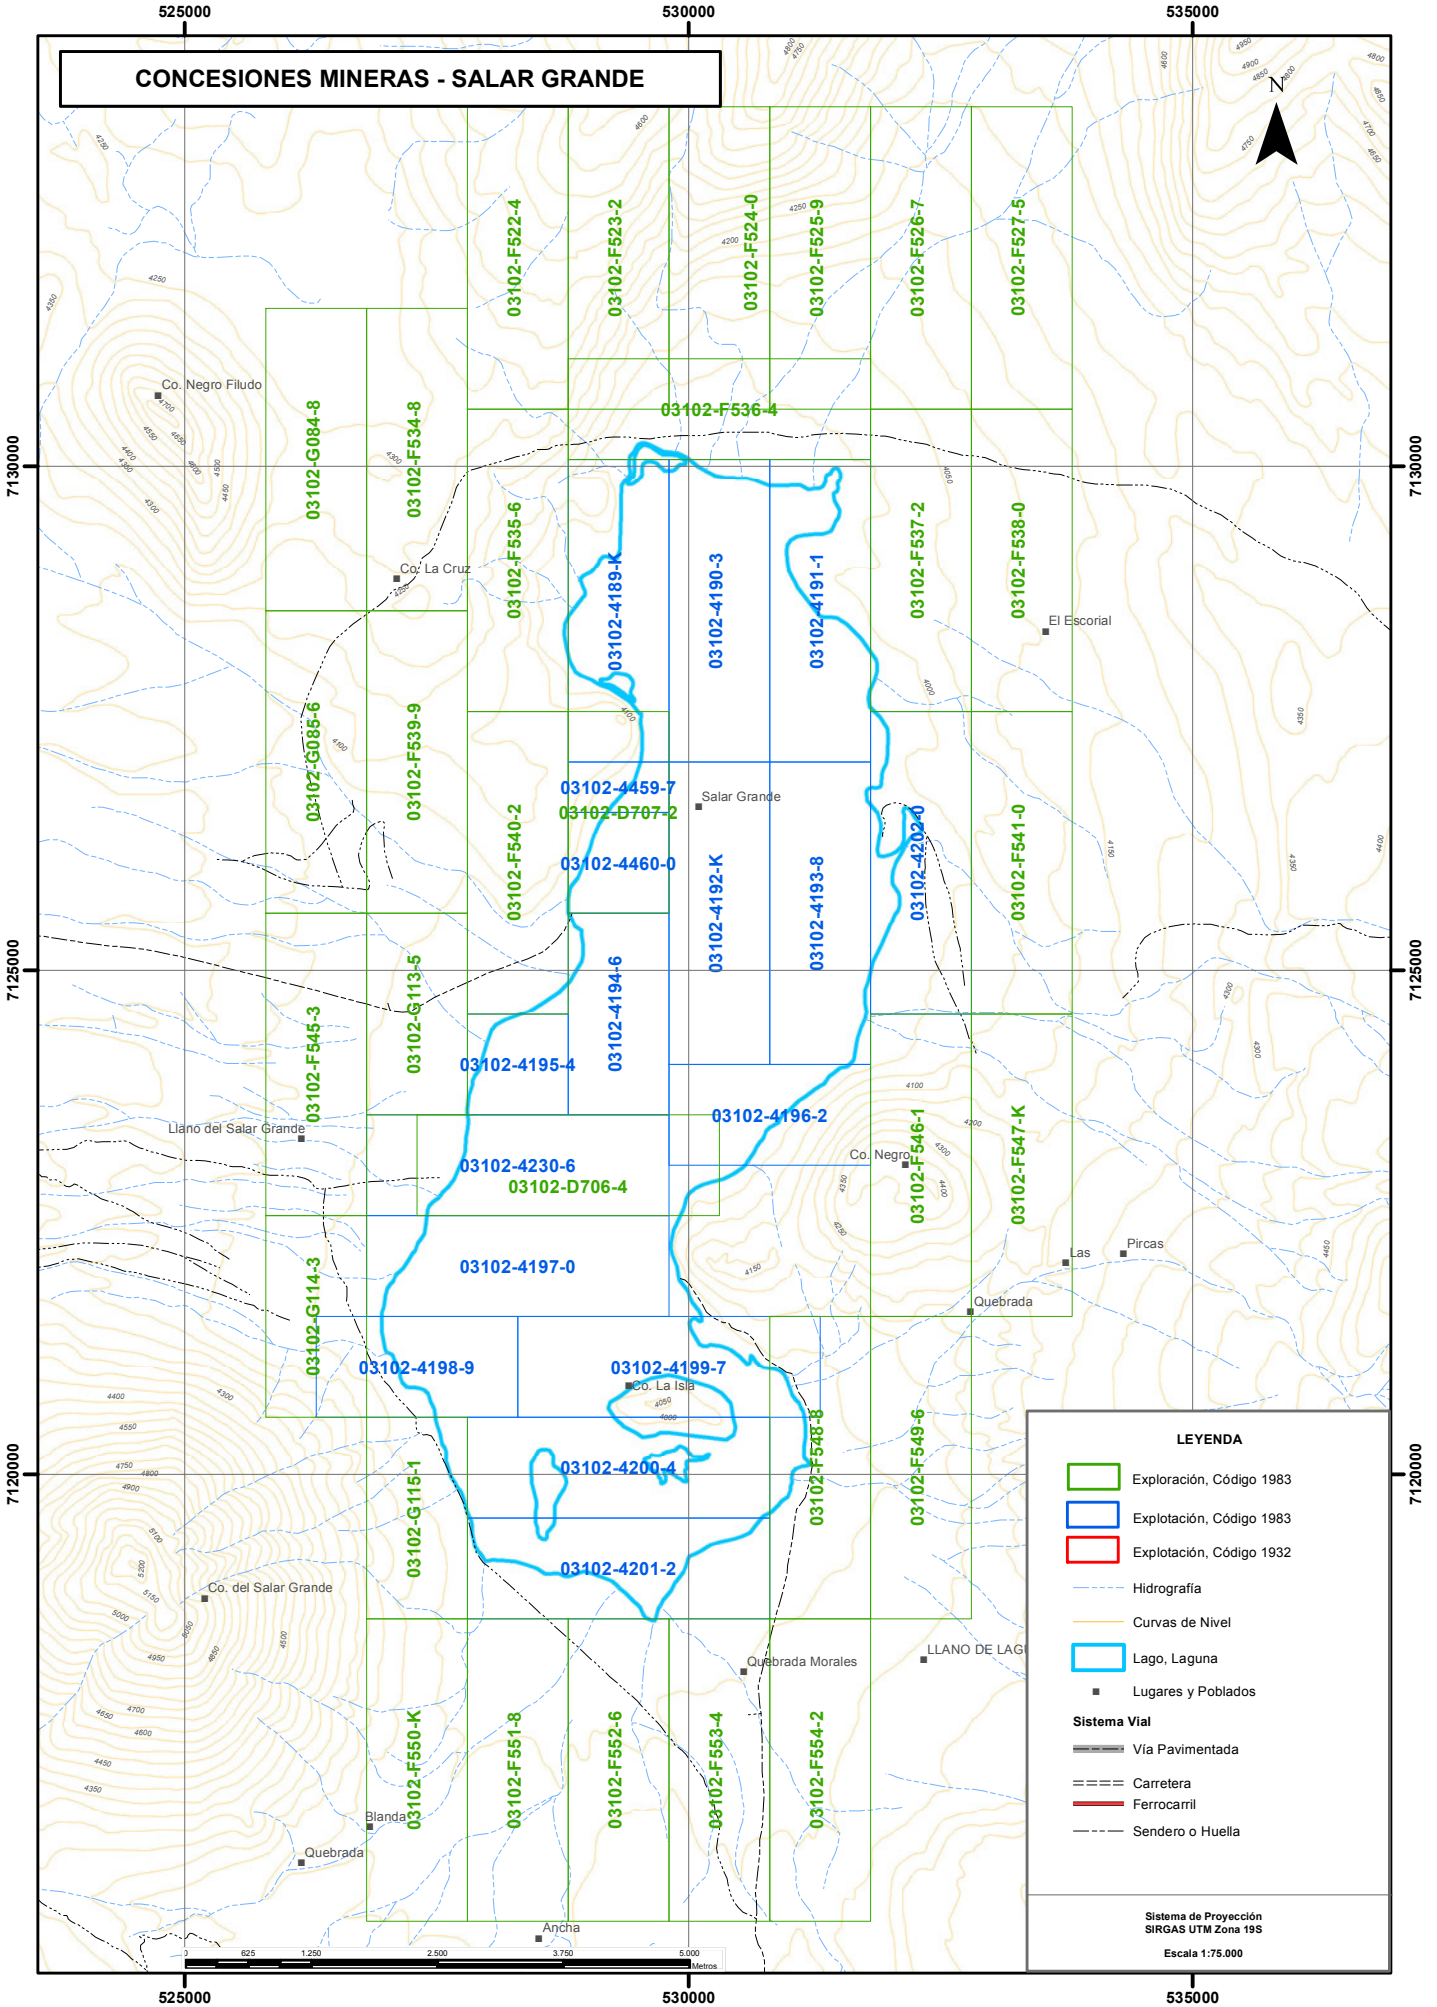 525000
530000
535000
CONCESIONES MINERAS - SALAR GRANDE
N
03102-F522-4
03102-F523-2
03102-F524-0
03102-F525-9
03102-F526-7
03102-F527-5
Co. Negro Filudo
03102-G084-8
03102-F534-8
03102-F536-4
7130000
7130000
03102-F535-6
03102-4189-K
03102-4190-3
03102-4191-1
03102-F537-2
03102-F538-0
Co. La Cruz
El Escorial
03102-G085-6
03102-F539-9
03102-F540-2
03102-4459-7
03102-D707-2
03102-4460-0
Salar Grande
03102-4192-K
03102-4193-8
03102-4202-0
03102-F541-0
7125000
7125000
03102-F545-3
03102-G113-5
03102-4195-4
03102-4194-6
03102-4196-2
Llano del Salar Grande
03102-4230-6
03102-D706-4
Co. Negro
03102-F546-1
03102-F547-K
Las
Pircas
Quebrada
03102-4197-0
03102-G114-3
03102-4198-9
03102-4199-7
Co. La Isla
4050
4000
03102-4200-4
03102-F548-8
03102-F549-6
03102-G115-1
7120000
7120000
03102-4201-2
Co. del Salar Grande
Quebrada Morales
LLANO DE LAGU
03102-F550-K
03102-F551-8
03102-F552-6
03102-F553-4
03102-F554-2
Blanda
Quebrada
Ancha
LEYENDA
Exploración, Código 1983
Explotación, Código 1983
Explotación, Código 1932
Hidrografía
Curvas de Nivel
Lago, Laguna
Lugares y Poblados
Sistema Vial
Vía Pavimentada
Carretera
Ferrocarril
Sendero o Huella
Sistema de Proyección
SIRGAS UTM Zona 19S
Escala 1:75.000
625
1.250
2.500
3.750
5.000
Metros
525000
530000
535000